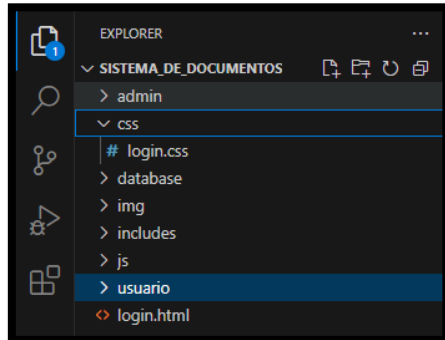 EXPLORER
SISTEMA_DE_DOCUMENTOS
admin
css
# login.css
database
img
includes
js
usuario
<> login.html
1